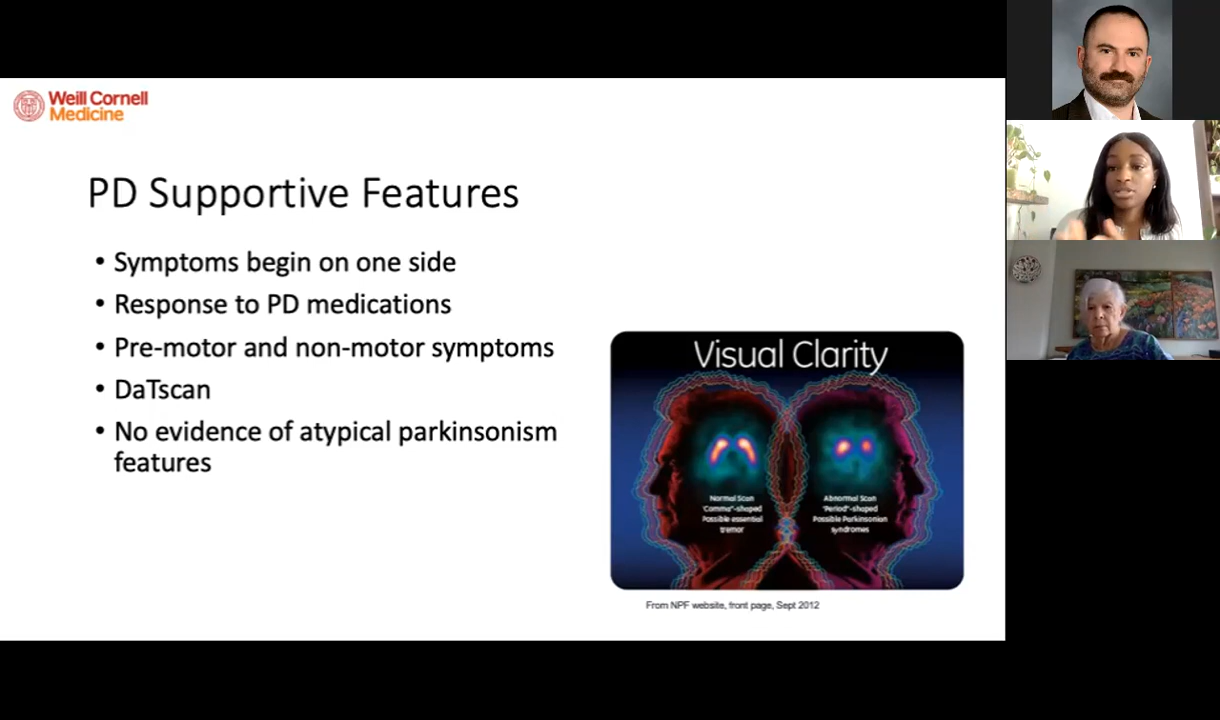 Weill Cornell
Medicine
PD Supportive Features
• Symptoms begin on one side
• Response to PD medications
• Pre-motor and non-motor symptoms
• DaTscan
• No evidence of atypical parkinsonism
features
Visual Clarity
Normal Scan
"Comma"-shaped
Possible essential
tremor
Abnormal Scan
"Period"-shaped
Possible Parkinsonian
syndromes
From NPF website, front page, Sept 2012